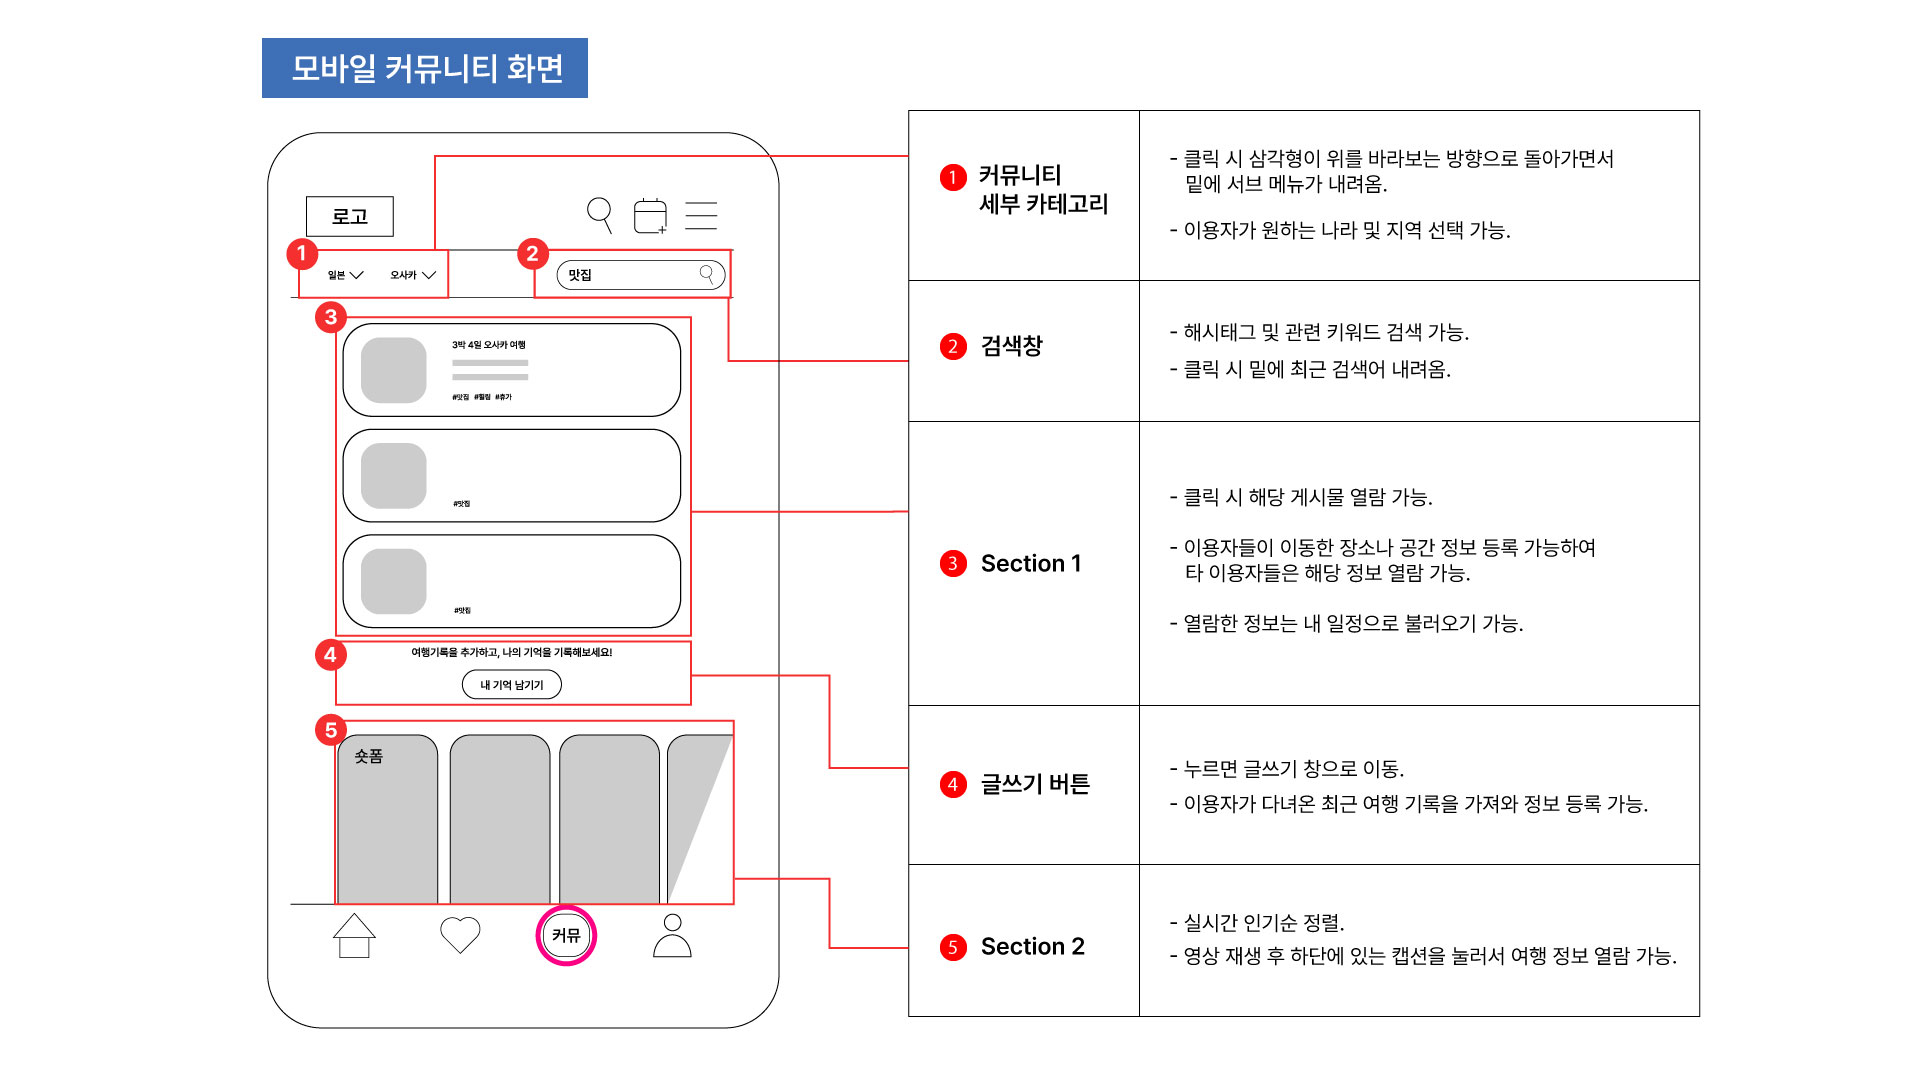 모바일 커뮤니티 화면
로고
1
일본
오사카
2
맛집
3
3박 4일 오사카 여행
#맛집 #힐링 #휴가
#맛집
#맛집
4
여행기록을 추가하고, 나의 기억을 기록해보세요!
내 기억 남기기
5
숏폼
커뮤
1 커뮤니티
세부 카테고리
- 클릭 시 삼각형이 위를 바라보는 방향으로 돌아가면서
밑에 서브 메뉴가 내려옴.
- 이용자가 원하는 나라 및 지역 선택 가능.
2 검색창
- 해시태그 및 관련 키워드 검색 가능.
- 클릭 시 밑에 최근 검색어 내려옴.
3 Section 1
- 클릭 시 해당 게시물 열람 가능.
- 이용자들이 이동한 장소나 공간 정보 등록 가능하여
타 이용자들은 해당 정보 열람 가능.
- 열람한 정보는 내 일정으로 불러오기 가능.
4 글쓰기 버튼
- 누르면 글쓰기 창으로 이동.
- 이용자가 다녀온 최근 여행 기록을 가져와 정보 등록 가능.
5 Section 2
- 실시간 인기순 정렬.
- 영상 재생 후 하단에 있는 캡션을 눌러서 여행 정보 열람 가능.